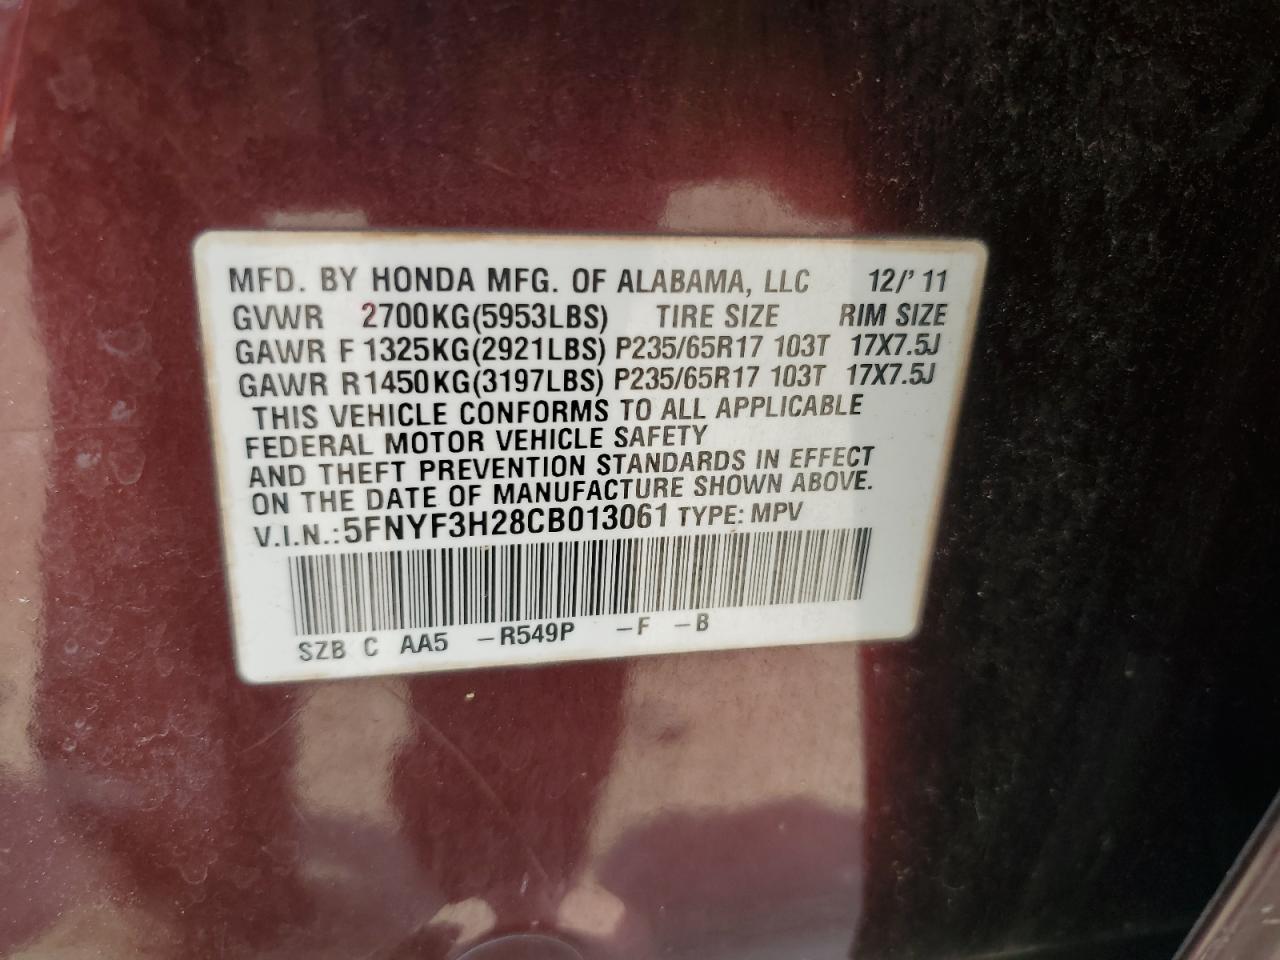 MFD. BY HONDA MFG. OF ALABAMA, LLC 12/' 11
GVWR 2700KG(5953LBS) TIRE SIZE RIM SIZE
GAWR F 1325KG(2921LBS) P235/65R17 103T 17X7.5J
GAWR R 1450KG(3197LBS) P235/65R17 103T 17X7.5J
THIS VEHICLE CONFORMS TO ALL APPLICABLE
FEDERAL MOTOR VEHICLE SAFETY
AND THEFT PREVENTION STANDARDS IN EFFECT
ON THE DATE OF MANUFACTURE SHOWN ABOVE.
V.I.N.: 5FNYF3H28CB013061 TYPE: MPV
SZB C AA5 -R549P -F -B